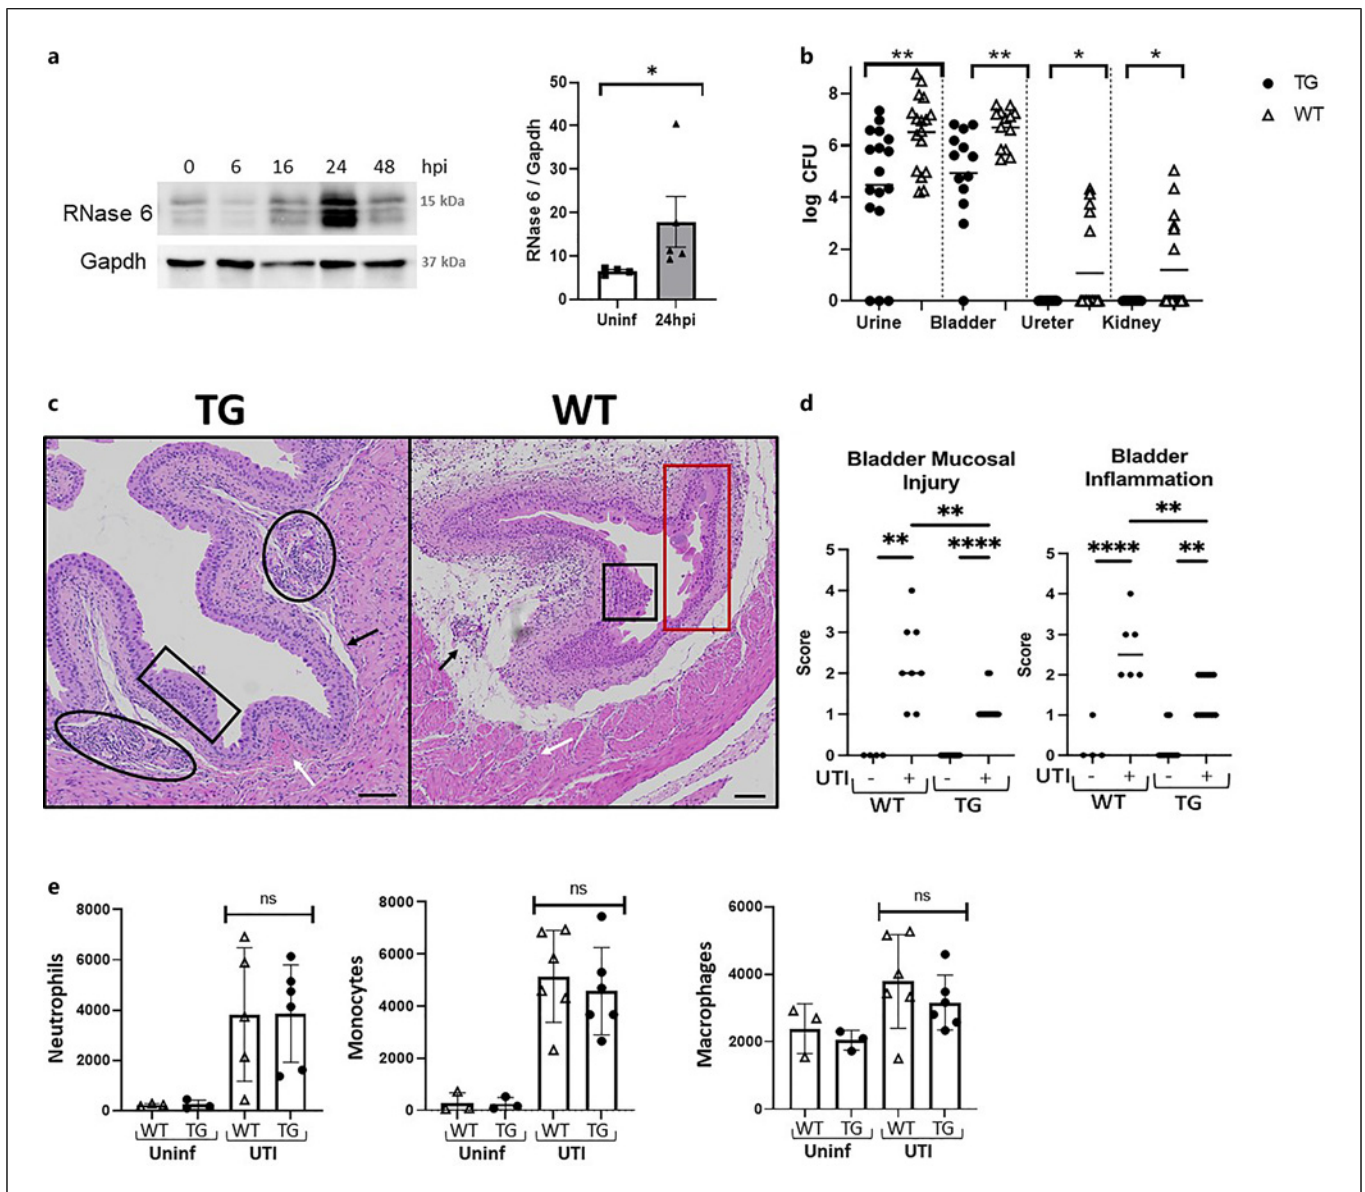 a
0 6 16 24 48 hpi
RNase 6
15 kDa
Gapdh
37 kDa
*
50
40
30
20
10
0
RNase 6 / Gapdh
Uninf 24hpi
b
** ** * *
8
6
4
2
0
log CFU
Urine Bladder Ureter Kidney
TG
WT
c
TG WT
d
Bladder Mucosal
Injury
**
** ****
5
4
3
2
1
0
Score
UTI - + - +
WT TG
Bladder
Inflammation
**
**** **
5
4
3
2
1
0
Score
UTI - + - +
WT TG
e
ns
8000
6000
4000
2000
0
Neutrophils
WT TG WT TG
Uninf UTI
ns
8000
6000
4000
2000
0
Monocytes
WT TG WT TG
Uninf UTI
ns
6000
4000
2000
0
Macrophages
WT TG WT TG
Uninf UTI